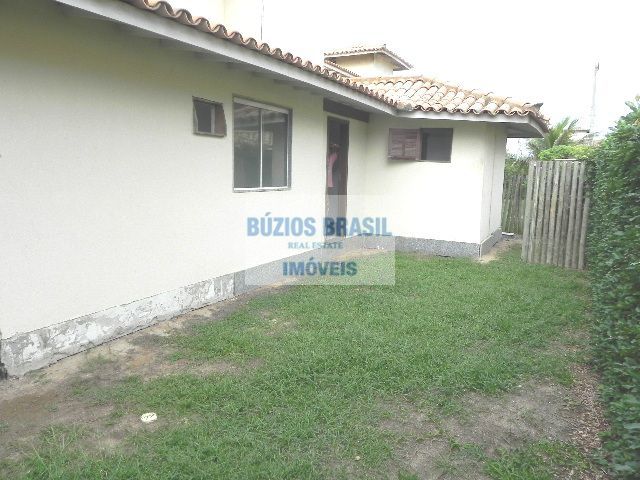 BÚZIOS BRASIL
REAL ESTATE
IMÓVEIS